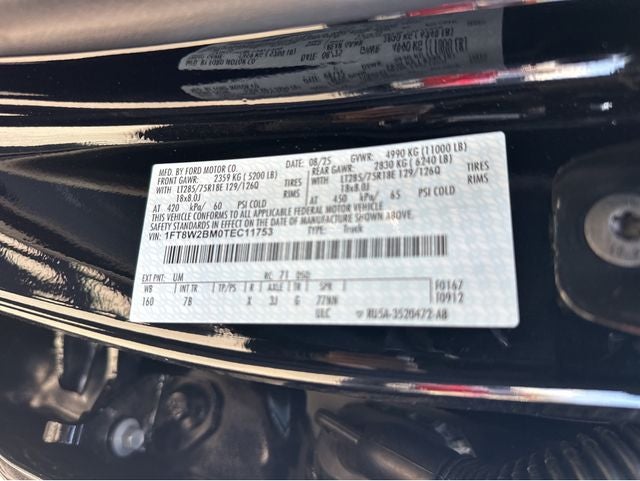 MFD. BY FORD MOTOR CO. DATE: 08/25 GVWR: 4990 KG (11000 LB)
FRONT GAWR: 2359 KG (5200 LB) REAR GAWR: 2830 KG (6240 LB)
WITH LT285/75R18E 129/126Q TIRES WITH LT285/75R18E 129/126Q TIRES
18x8.0J RIMS 18x8.0J RIMS
AT 420 kPa/ 60 PSI COLD AT 450 kPa/ 65 PSI COLD
THIS VEHICLE CONFORMS TO ALL APPLICABLE FEDERAL MOTOR VEHICLE
SAFETY STANDARDS IN EFFECT ON THE DATE OF MANUFACTURE SHOWN ABOVE.
VIN: 1FT8W2BM0TEC11753 TYPE: Truck
F0167
F0912
EXT PNT: UM RC: 71 DSO:
WB INT TR TP/PS R AXLE TR SPR
160 7B X 3J G 77NN
ULC RU5A-3520472-AB